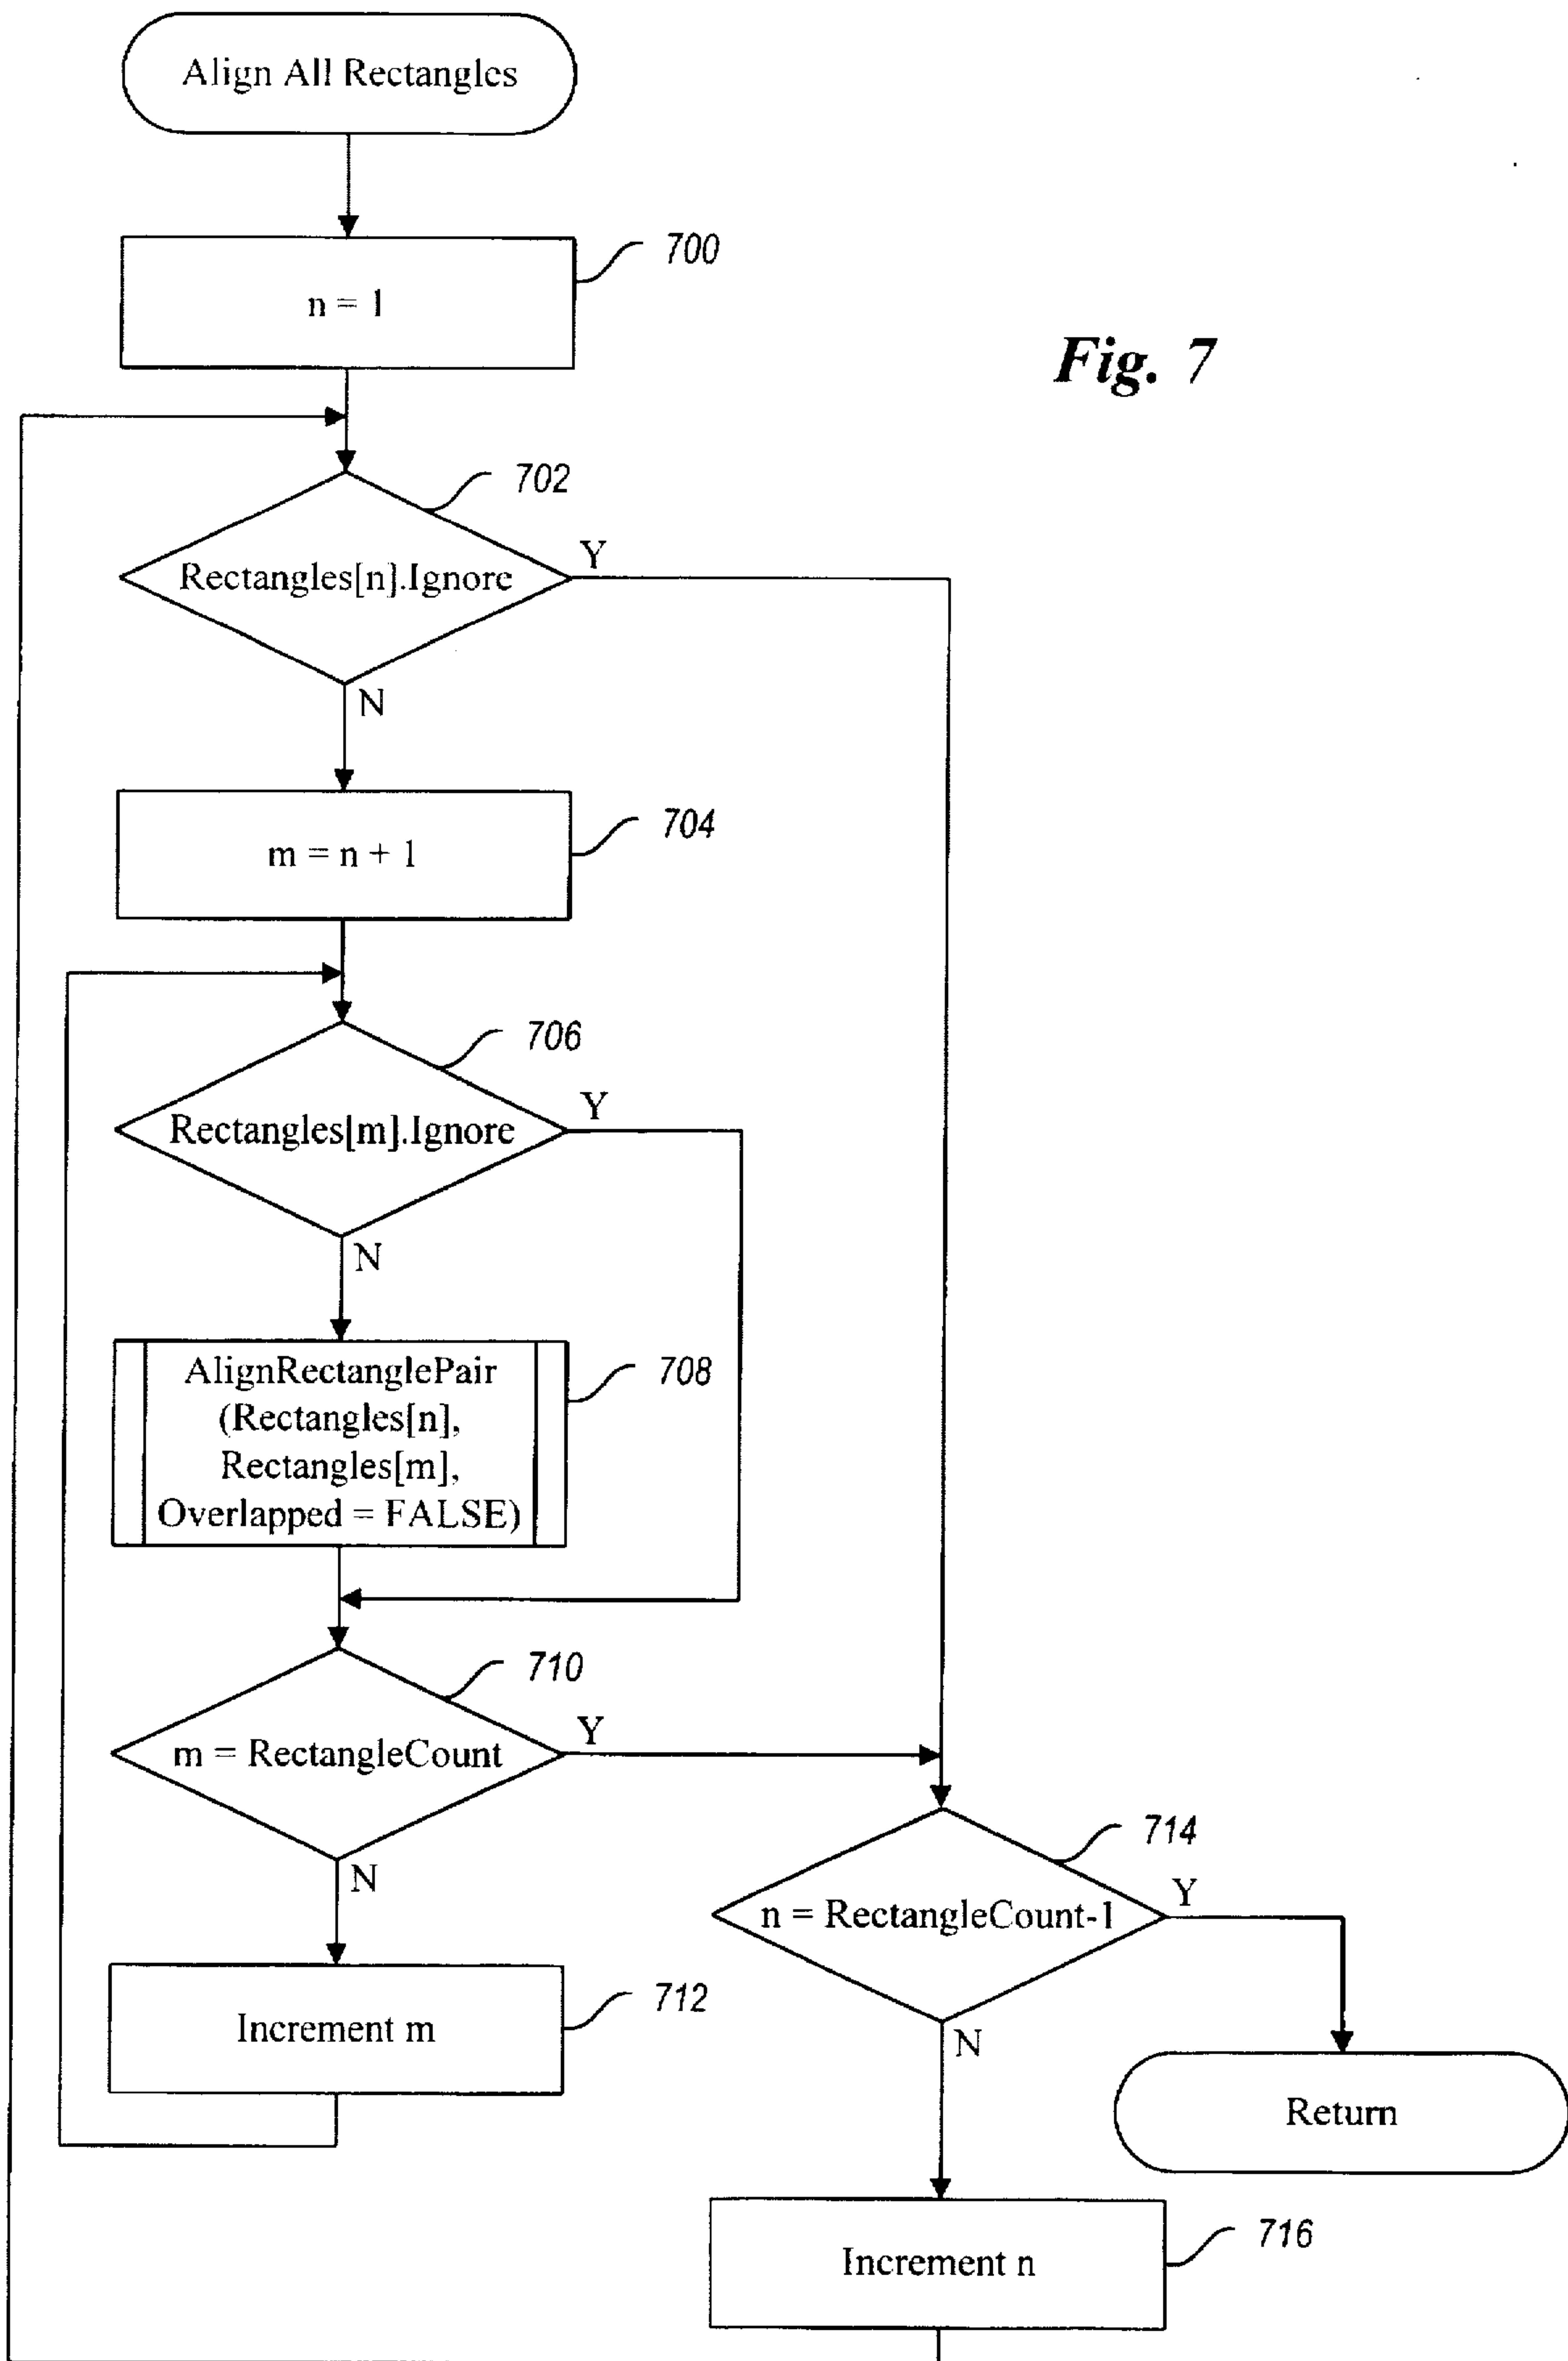 Align All Rectangles
700
n = 1
Fig. 7
702
Rectangles[n].Ignore
Y
N
704
m = n + 1
706
Rectangles[m].Ignore
Y
N
708
AlignRectanglePair
(Rectangles[n],
Rectangles[m],
Overlapped = FALSE)
710
m = RectangleCount
Y
N
714
n = RectangleCount-1
Y
N
712
Increment m
Return
716
Increment n